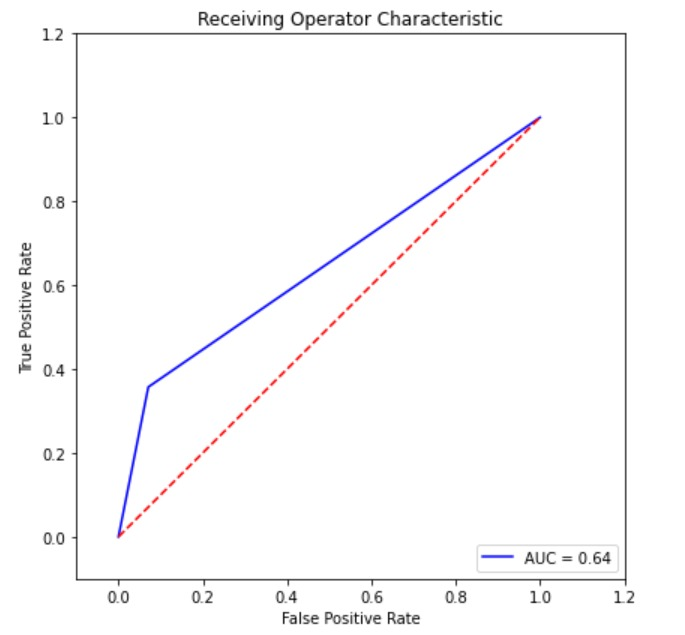 Receiving Operator Characteristic
1.2
1.0
0.8
0.6
0.4
0.2
0.0
True Positive Rate
AUC = 0.64
0.0 0.2 0.4 0.6 0.8 1.0 1.2
False Positive Rate